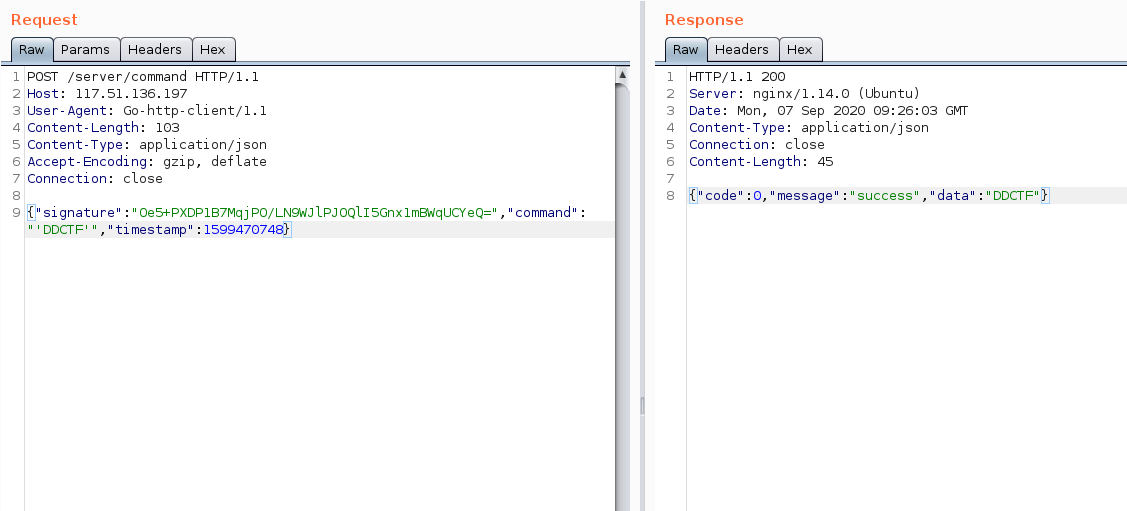 Request
Raw Params Headers Hex
1 POST /server/command HTTP/1.1
2 Host: 117.51.136.197
3 User-Agent: Go-http-client/1.1
4 Content-Length: 103
5 Content-Type: application/json
6 Accept-Encoding: gzip, deflate
7 Connection: close
8
9 {"signature":"Oe5+PXDP1B7MqjPO/LN9WJlPJOQlI5Gnx1mBWqUCYeQ=","command":
"'DDCTF'","timestamp":1599470748}
Response
Raw Headers Hex
1 HTTP/1.1 200
2 Server: nginx/1.14.0 (Ubuntu)
3 Date: Mon, 07 Sep 2020 09:26:03 GMT
4 Content-Type: application/json
5 Connection: close
6 Content-Length: 45
7
8 {"code":0,"message":"success","data":"DDCTF"}